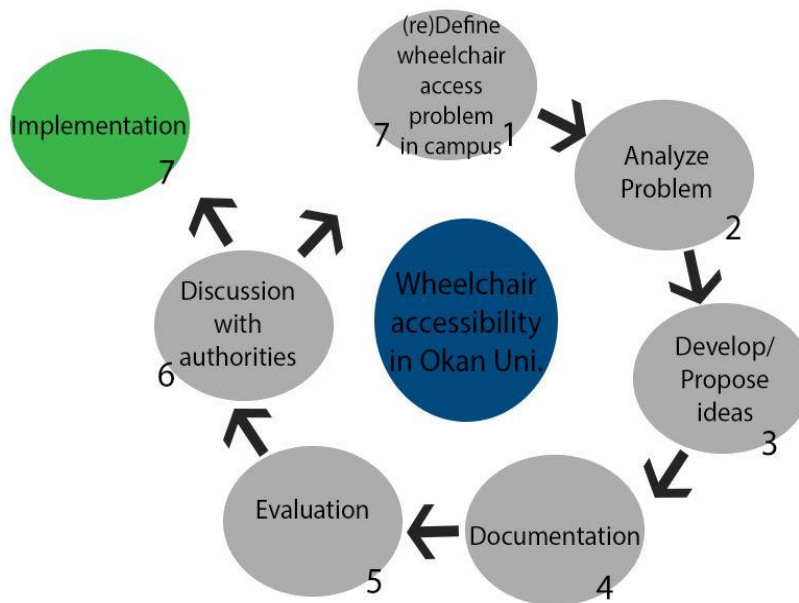 (re)Define
wheelchair
access
problem
7 in campus 1
Analyze
Problem
2
Develop/
Propose
ideas
3
Documentation
4
Evaluation
5
Discussion
with
authorities
6
Implementation
7
Wheelchair
accessibility
in Okan Uni.